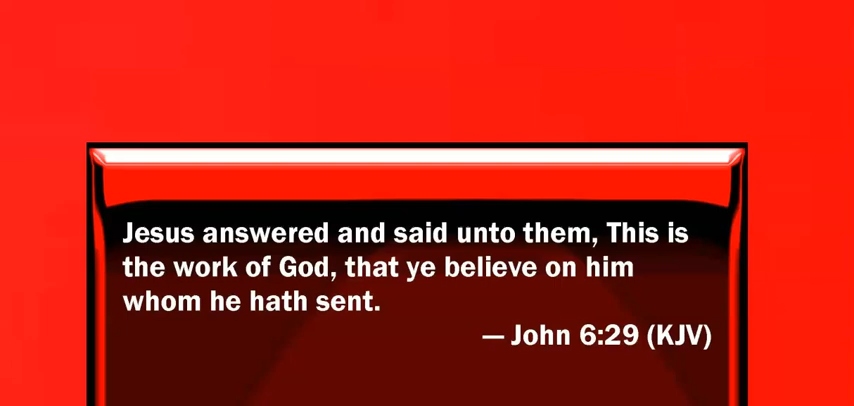 Jesus answered and said unto them, This is
the work of God, that ye believe on him
whom he hath sent.
— John 6:29 (KJV)